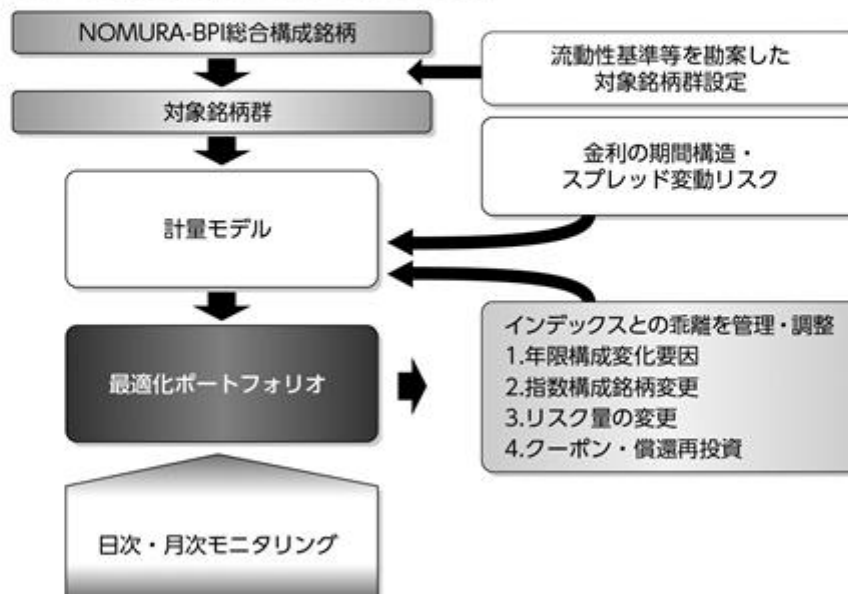 NOMURA-BPI総合構成銘柄
流動性基準等を勘案した
対象銘柄群設定
対象銘柄群
金利の期間構造・
スプレッド変動リスク
計量モデル
インデックスとの乖離を管理・調整
1.年限構成変化要因
2.指数構成銘柄変更
3.リスク量の変更
4.クーポン・償還再投資
最適化ポートフォリオ
日次・月次モニタリング